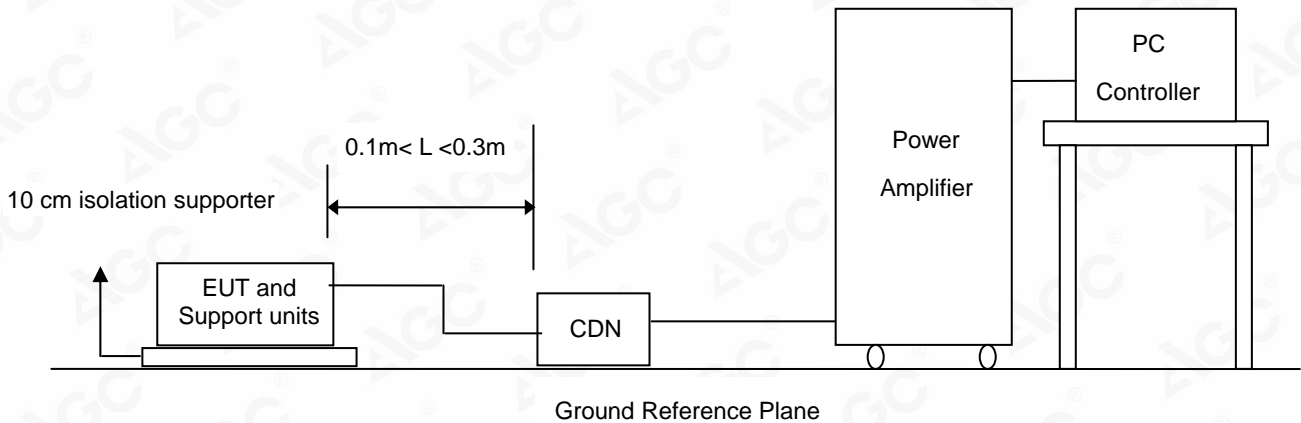 PC
Controller
0.1m< L <0.3m
Power
Amplifier
10 cm isolation supporter
EUT and
Support units
CDN
Ground Reference Plane
AGC